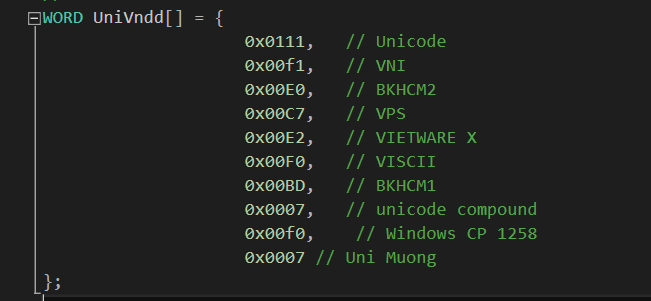 WORD UniVndd[] = {
0x0111, // Unicode
0x00f1, // VNI
0x00E0, // BKHCM2
0x00C7, // VPS
0x00E2, // VIETWARE X
0x00F0, // VISCII
0x00BD, // BKHCM1
0x0007, // unicode compound
0x00f0, // Windows CP 1258
0x0007 // Uni Muong
};